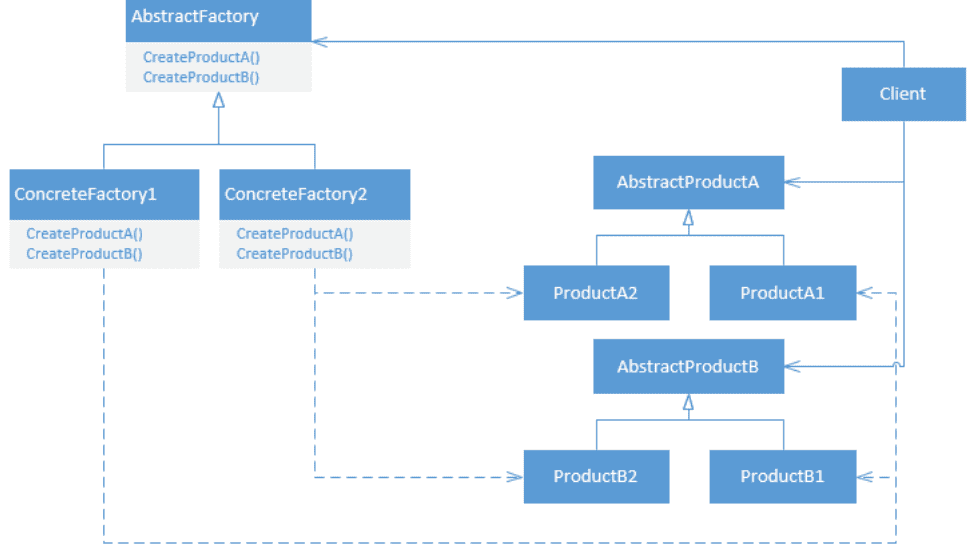 AbstractFactory
CreateProductA()
CreateProductB()
Client
ConcreteFactory1
CreateProductA()
CreateProductB()
ConcreteFactory2
CreateProductA()
CreateProductB()
AbstractProductA
ProductA2
ProductA1
AbstractProductB
ProductB2
ProductB1